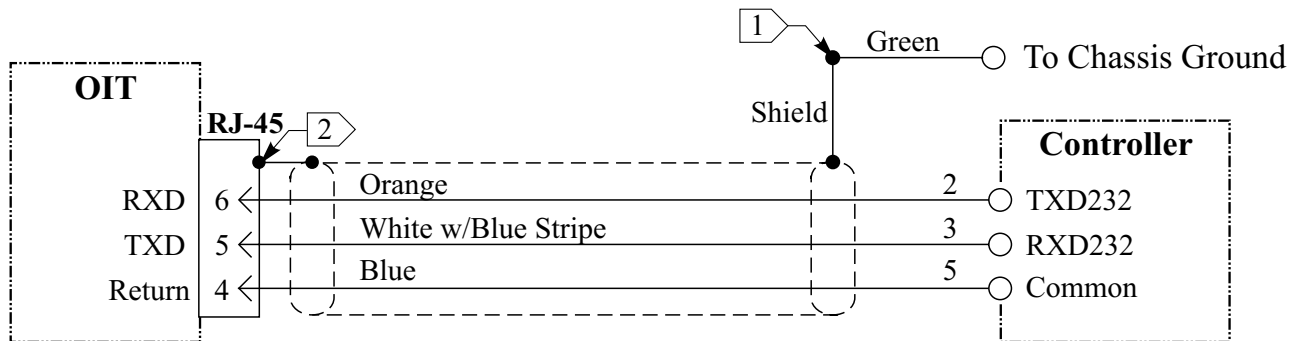 1
Green
To Chassis Ground
OIT
RJ-45
2
Shield
Controller
RXD 6 Orange 2 TXD232
TXD 5 White w/Blue Stripe 3 RXD232
Return 4 Blue 5 Common